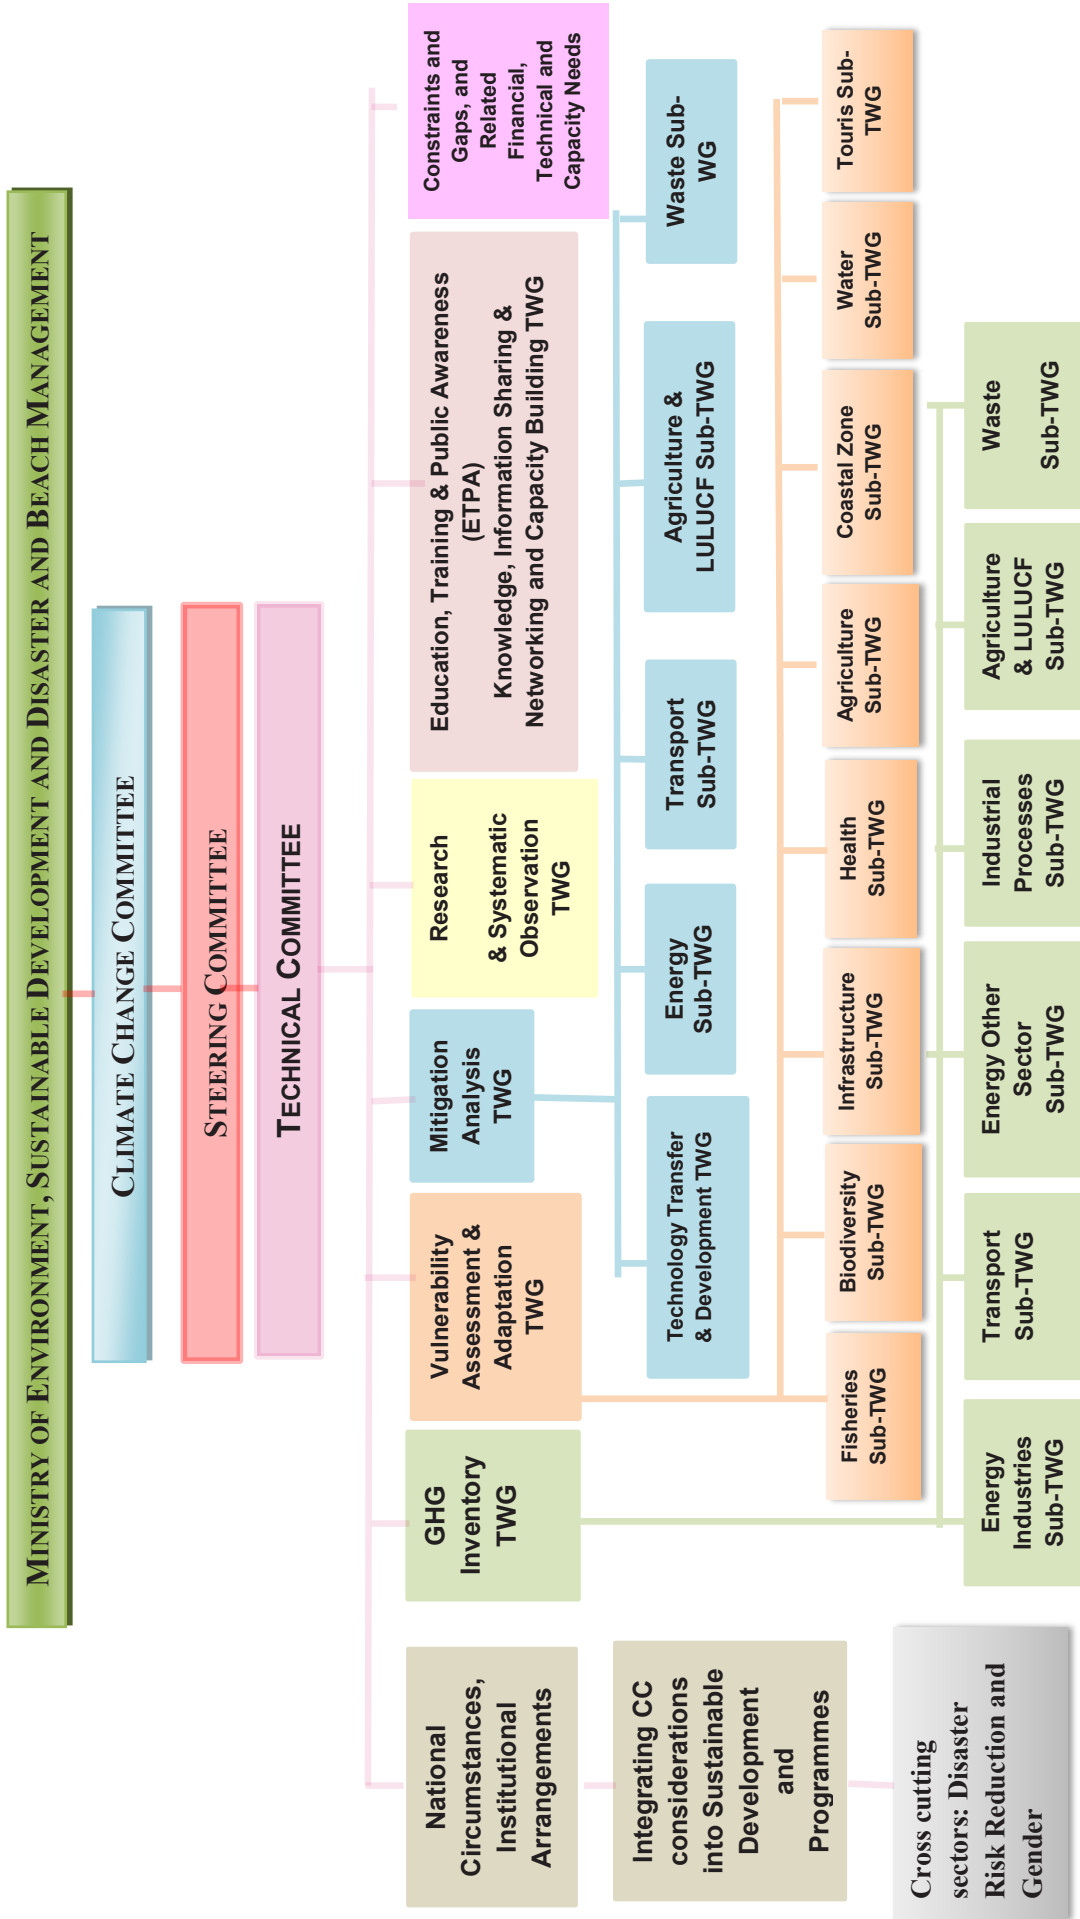 MINISTRY OF ENVIRONMENT, SUSTAINABLE DEVELOPMENT AND DISASTER AND BEACH MANAGEMENT
CLIMATE CHANGE COMMITTEE
STEERING COMMITTEE
TECHNICAL COMMITTEE
National
Circumstances,
Institutional
Arrangements
GHG
Inventory
TWG
Vulnerability
Assessment &
Adaptation
TWG
Mitigation
Analysis
TWG
Research
& Systematic
Observation
TWG
Education, Training & Public Awareness
(ETPA)
Knowledge, Information Sharing &
Networking and Capacity Building TWG
Constraints and
Gaps, and
Related
Financial,
Technical and
Capacity Needs
Integrating CC
considerations
into Sustainable
Development
and
Programmes
Technology Transfer
& Development TWG
Energy
Sub-TWG
Transport
Sub-TWG
Agriculture &
LULUCF Sub-TWG
Waste Sub-
WG
Fisheries
Sub-TWG
Biodiversity
Sub-TWG
Infrastructure
Sub-TWG
Health
Sub-TWG
Agriculture
Sub-TWG
Coastal Zone
Sub-TWG
Water
Sub-TWG
Touris Sub-
TWG
Cross cutting
sectors: Disaster
Risk Reduction and
Gender
Energy
Industries
Sub-TWG
Transport
Sub-TWG
Energy Other
Sector
Sub-TWG
Industrial
Processes
Sub-TWG
Agriculture
& LULUCF
Sub-TWG
Waste
Sub-TWG